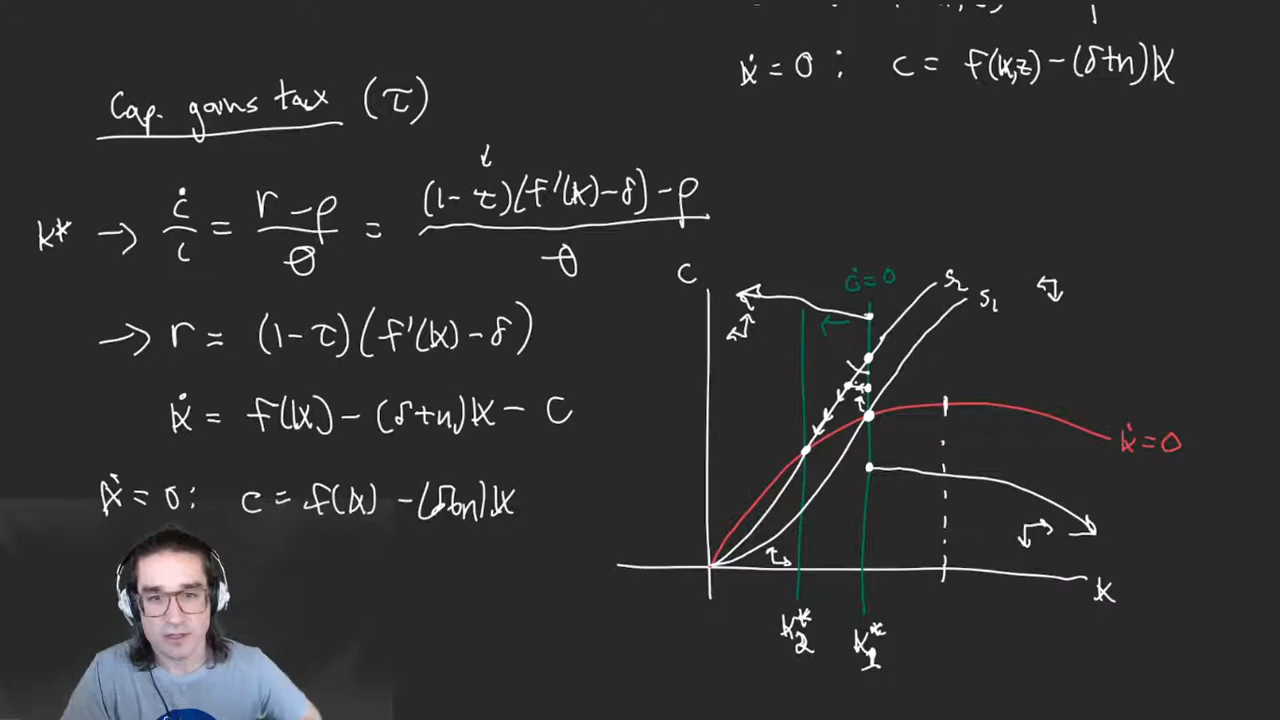 k̇ = 0 : c = f(k,z) − (δ+n)k
Cap. gains tax (τ)
↓
k* → ċ/c = (r − ρ)/θ = ((1 − τ)(f'(k) − δ) − ρ)/θ
→ r = (1 − τ)(f'(k) − δ)
k̇ = f(k) − (δ+n)k − c
k̇ = 0 : c = f(k) − (δ+n)k
c
ċ = 0
S2
S1
k̇ = 0
k
k*2
k*1